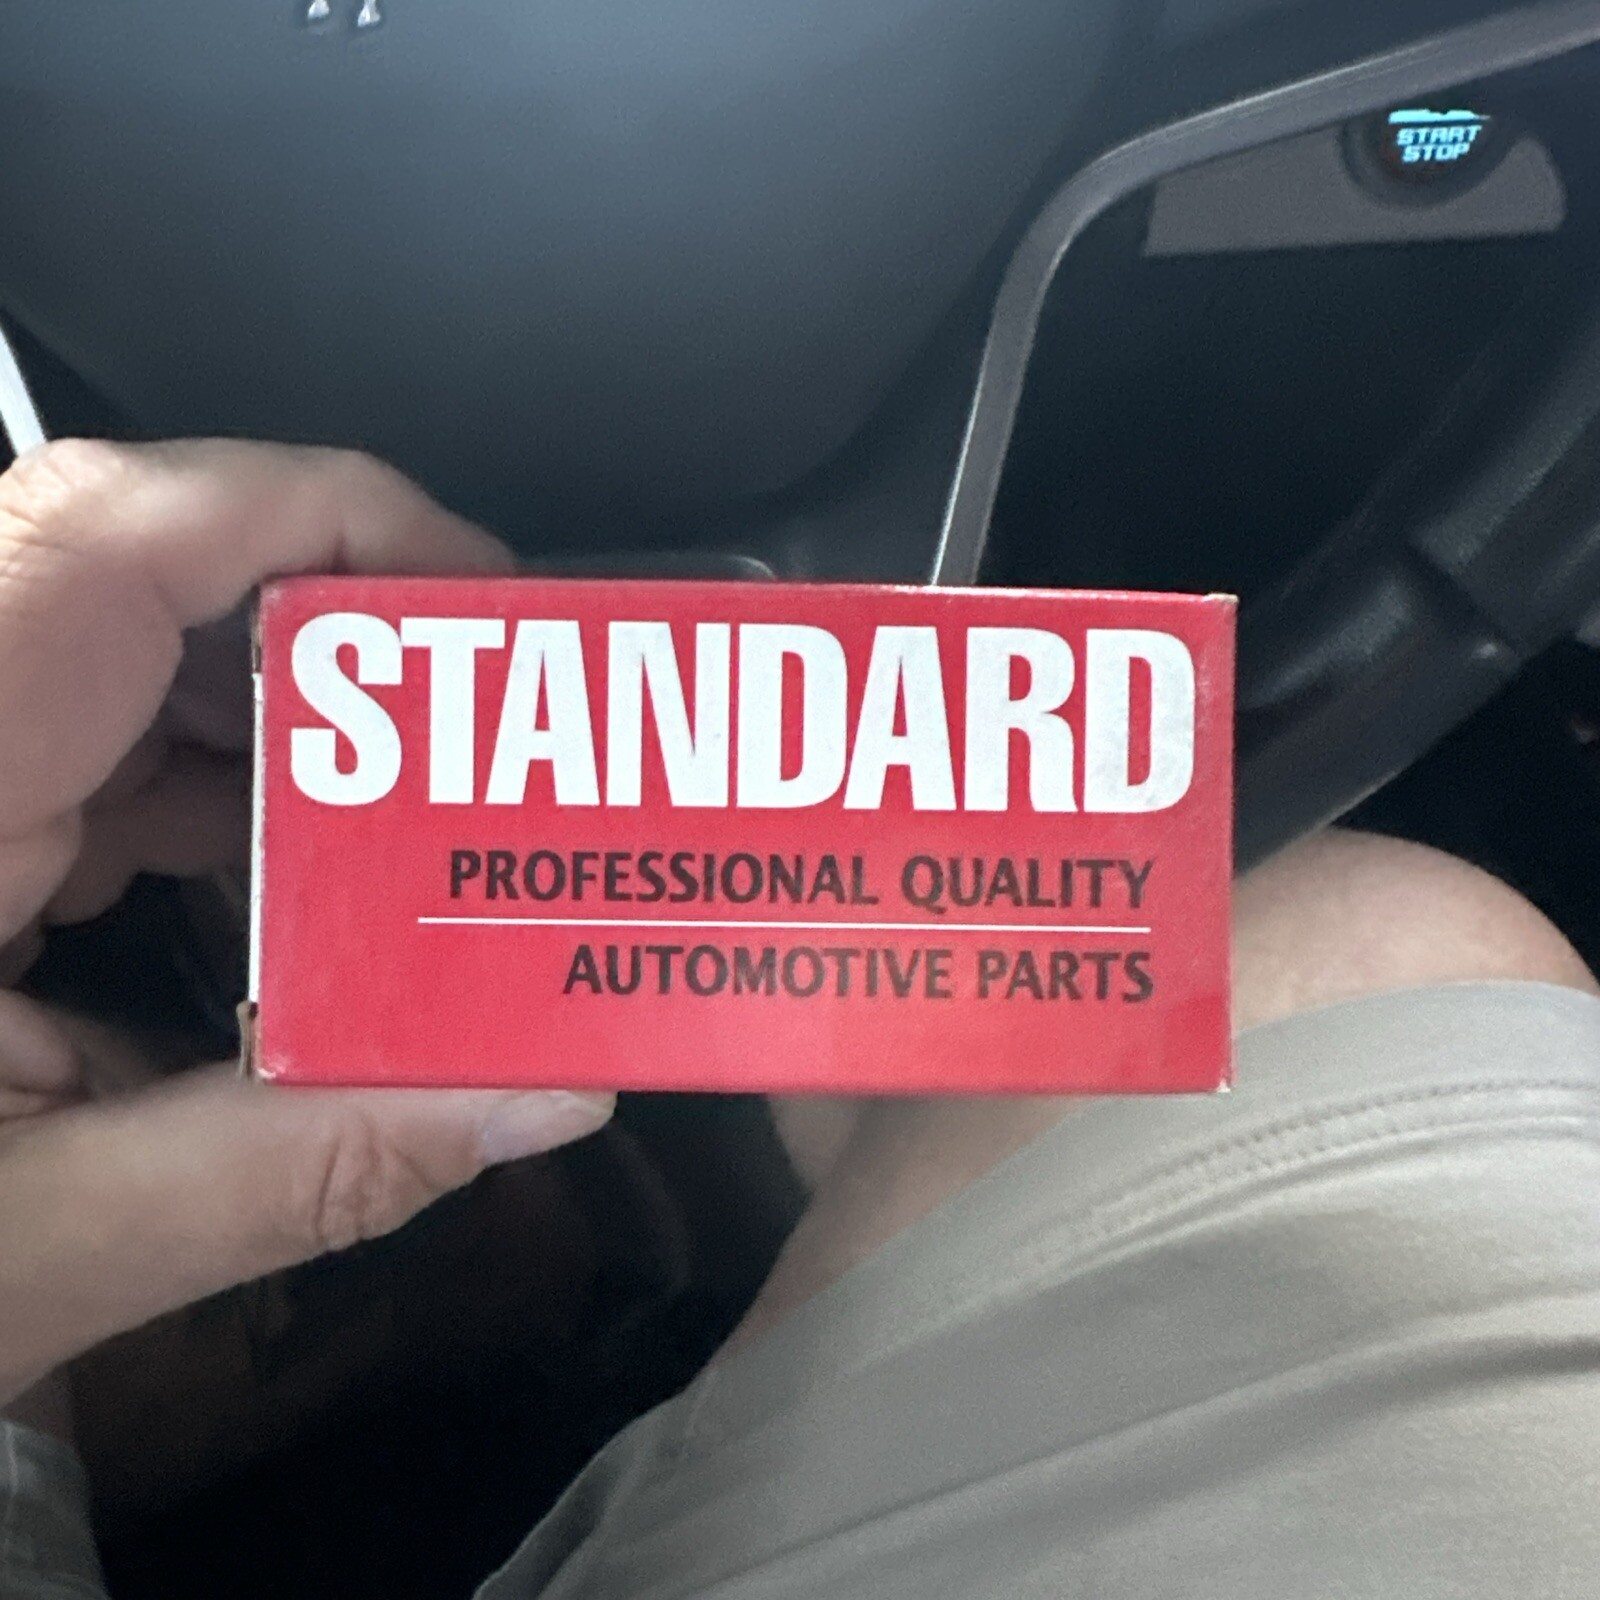 START
STOP
STANDARD
PROFESSIONAL QUALITY
AUTOMOTIVE PARTS